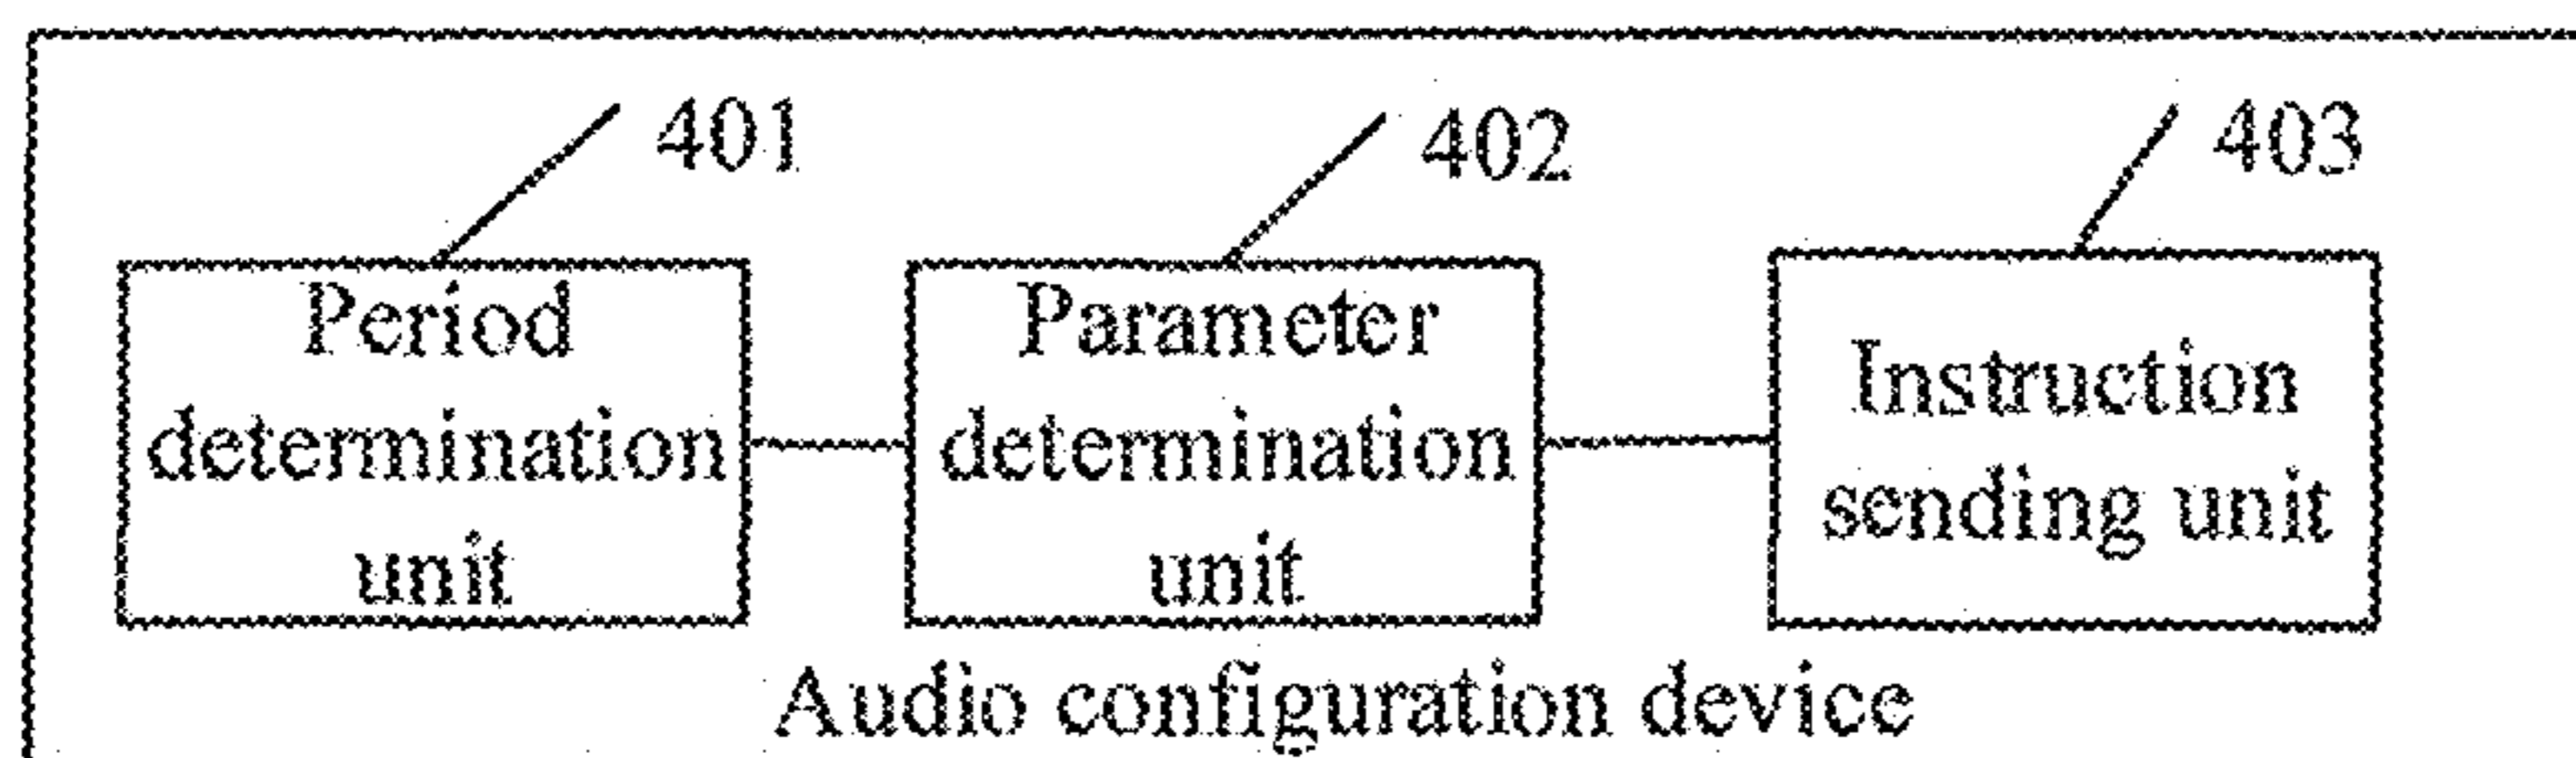 401
402
403
Period
determination
unit
Parameter
determination
unit
Instruction
sending unit
Audio configuration device